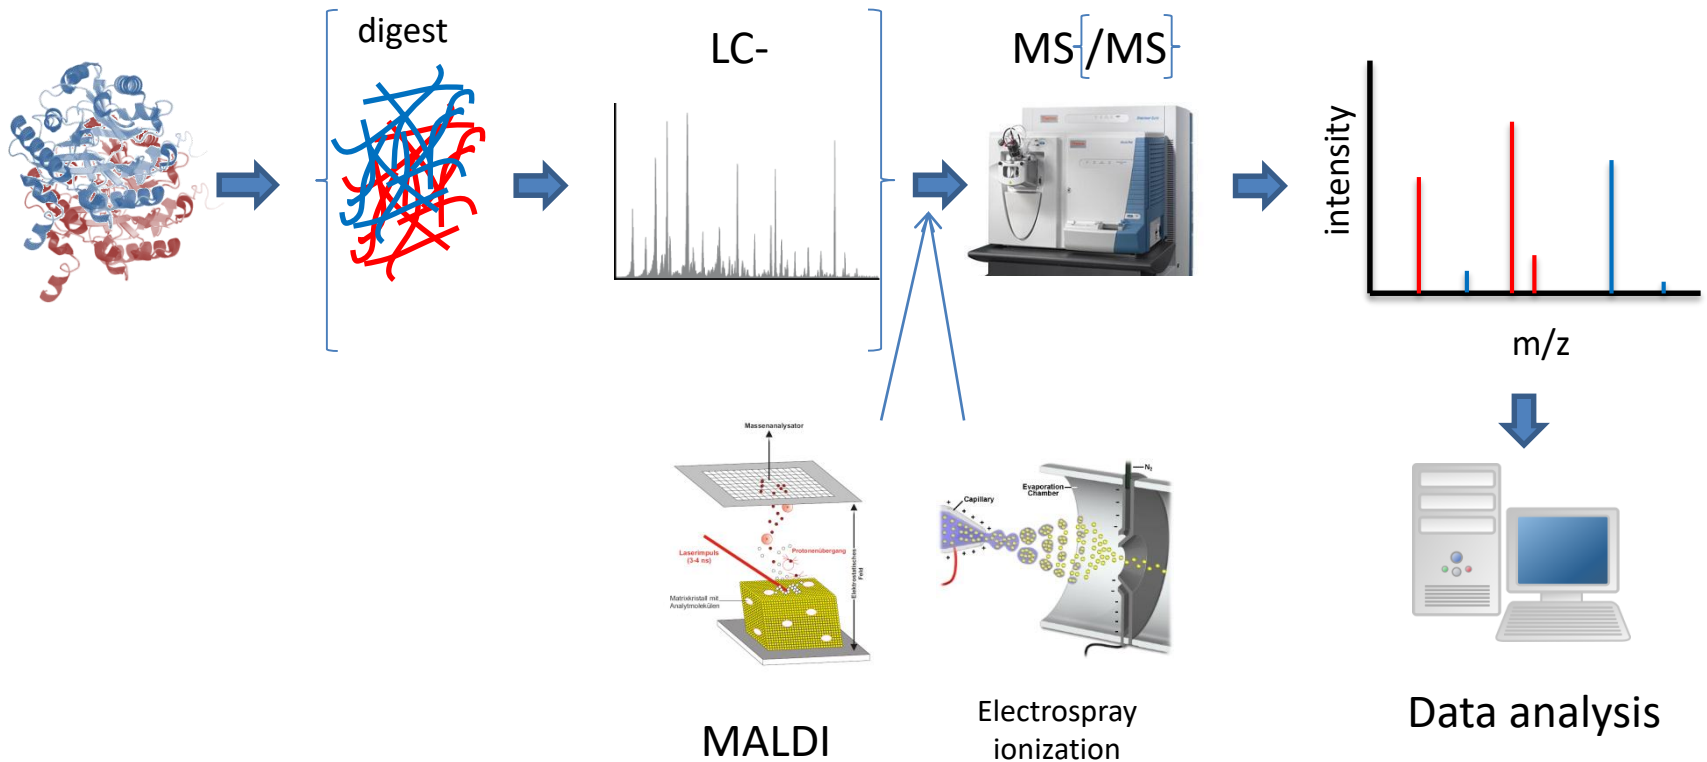 digest
LC-
MS{/MS}
intensity
m/z
Massenanalysator
Laserimpuls
(3-4 ns)
Protonenübergang
Elektrostatisches
Feld
Matrixkristall mit
Analytmolekülen
MALDI
N₂
Evaporation
Chamber
Capillary
Electrospray
ionization
Data analysis